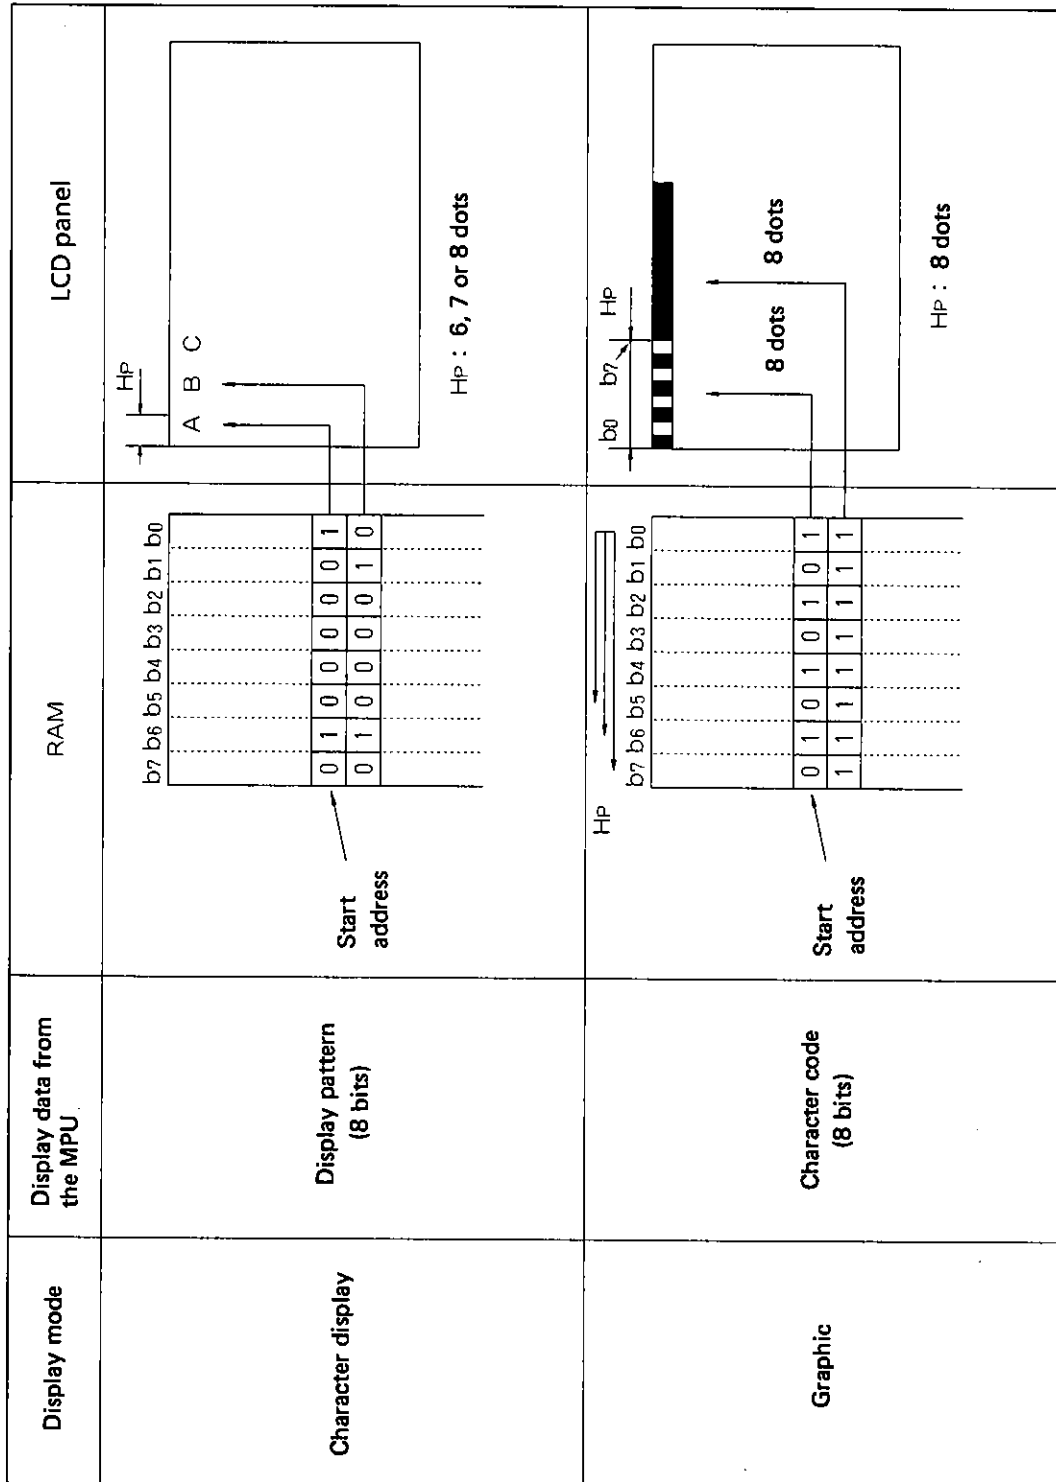 Display mode
Display data from
the MPU
RAM
LCD panel
Character display
Display pattern
(8 bits)
b7 b6 b5 b4 b3 b2 b1 b0
0 1 0 0 0 0 0 1
0 1 0 0 0 0 1 0
Start
address
HP
A B C
HP : 6, 7 or 8 dots
Graphic
Character code
(8 bits)
HP
b7 b6 b5 b4 b3 b2 b1 b0
0 1 0 1 0 1 0 1
1 1 1 1 1 1 1 1
Start
address
b0 b7 HP
8 dots 8 dots
HP : 8 dots